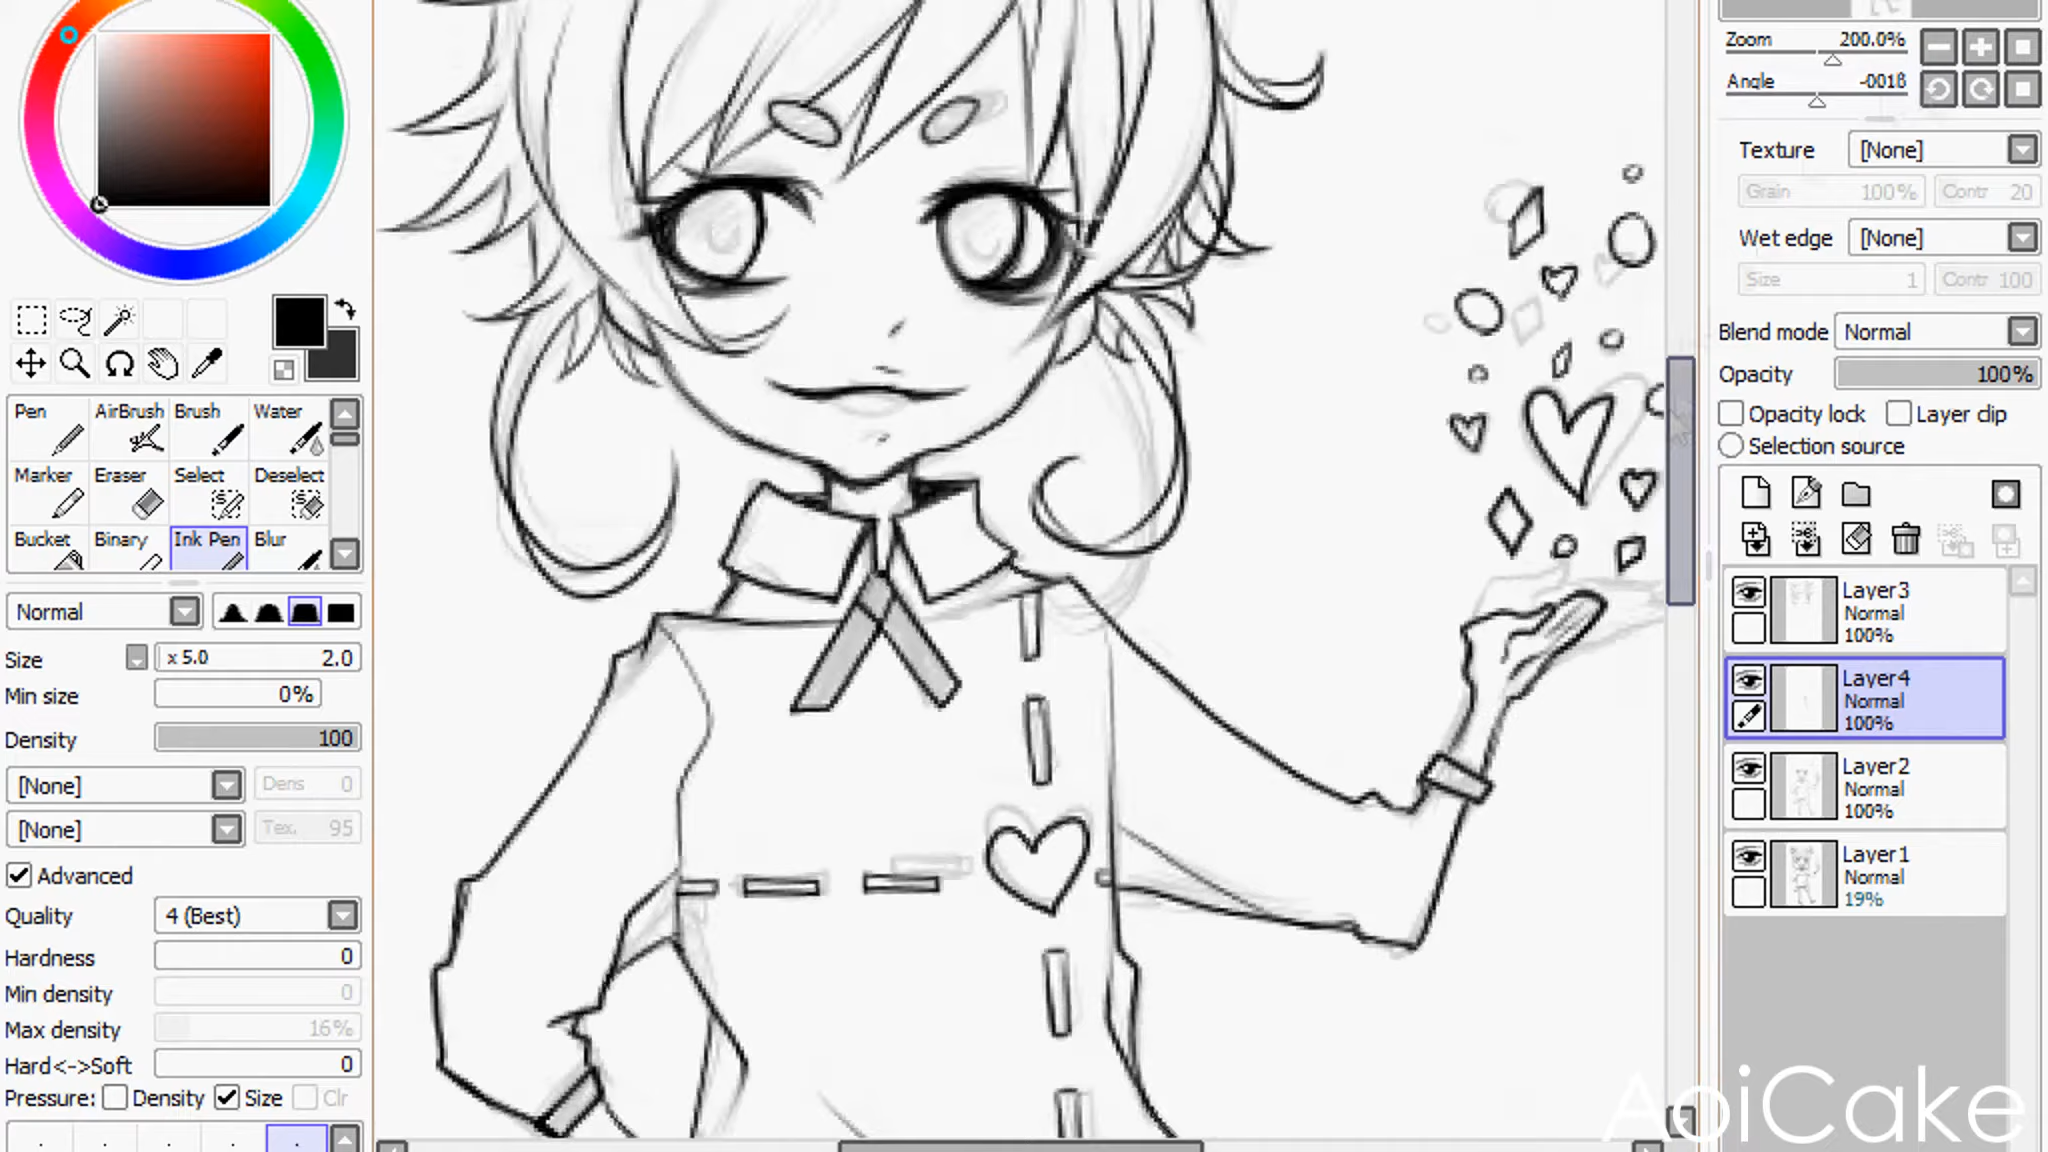 Zoom 200.0%
Angle -0018
Texture [None]
Grain 100% Contr 20
Wet edge [None]
Size 1 Contr 100
Blend mode Normal
Opacity 100%
Opacity lock Layer clip
Selection source
Pen AirBrush Brush Water
Marker Eraser Select Deselect
Bucket Binary Ink Pen Blur
Normal
Size x 5.0 2.0
Min size 0%
Density 100
[None] Dens 0
[None] Tex. 95
Advanced
Quality 4 (Best)
Hardness 0
Min density 0
Max density 16%
Hard<->Soft 0
Pressure: Density Size Clr
Layer3
Normal
100%
Layer4
Normal
100%
Layer2
Normal
100%
Layer1
Normal
19%
AoiCake